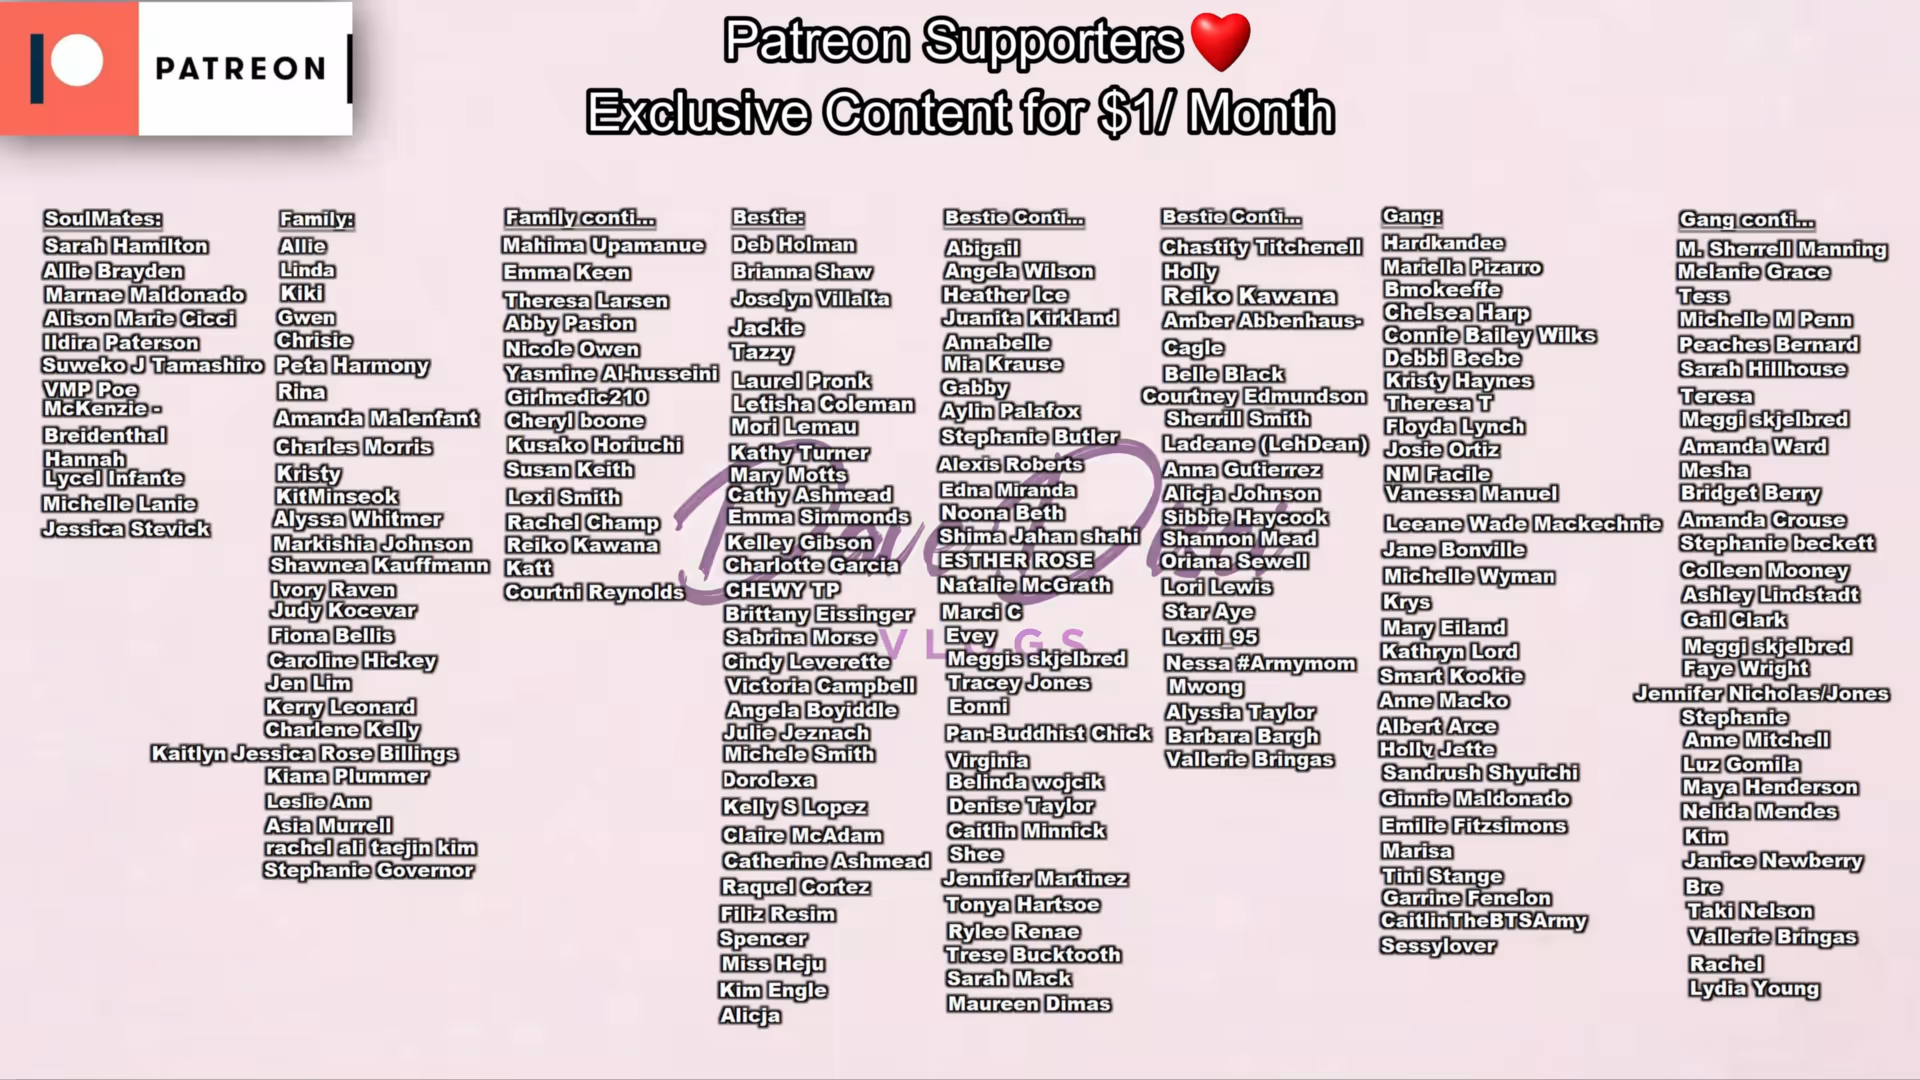 PATREON
Patreon Supporters
Exclusive Content for $1/ Month
SoulMates:
Sarah Hamilton
Allie Brayden
Marnae Maldonado
Alison Marie Cicci
Ildira Paterson
Suweko J Tamashiro
VMP Poe
McKenzie -
Breidenthal
Hannah
Lycel Infante
Michelle Lanie
Jessica Stevick
Family:
Allie
Linda
Kiki
Gwen
Chrisie
Peta Harmony
Rina
Amanda Malenfant
Charles Morris
Kristy
KitMinseok
Alyssa Whitmer
Markishia Johnson
Shawnea Kauffmann
Ivory Raven
Judy Kocevar
Fiona Bellis
Caroline Hickey
Jen Lim
Kerry Leonard
Charlene Kelly
Kaitlyn Jessica Rose Billings
Kiana Plummer
Leslie Ann
Asia Murrell
rachel ali taejin kim
Stephanie Governor
Family conti...
Mahima Upamanue
Emma Keen
Theresa Larsen
Abby Pasion
Nicole Owen
Yasmine Al-husseini
Girlmedic210
Cheryl boone
Kusako Horiuchi
Susan Keith
Lexi Smith
Rachel Champ
Reiko Kawana
Katt
Courtni Reynolds
Bestie:
Deb Holman
Brianna Shaw
Joselyn Villalta
Jackie
Tazzy
Laurel Pronk
Letisha Coleman
Mori Lemau
Kathy Turner
Mary Motts
Cathy Ashmead
Emma Simmonds
Kelley Gibson
Charlotte Garcia
CHEWY TP
Brittany Eissinger
Sabrina Morse
Cindy Leverette
Victoria Campbell
Angela Boyiddle
Julie Jeznach
Michele Smith
Dorolexa
Kelly S Lopez
Claire McAdam
Catherine Ashmead
Raquel Cortez
Filiz Resim
Spencer
Miss Heju
Kim Engle
Alicja
Bestie Conti...
Abigail
Angela Wilson
Heather Ice
Juanita Kirkland
Annabelle
Mia Krause
Gabby
Aylin Palafox
Stephanie Butler
Alexis Roberts
Edna Miranda
Noona Beth
Shima Jahan shahi
ESTHER ROSE
Natalie McGrath
Marci C
Evey
Meggis skjelbred
Tracey Jones
Eonni
Pan-Buddhist Chick
Virginia
Belinda wojcik
Denise Taylor
Caitlin Minnick
Shee
Jennifer Martinez
Tonya Hartsoe
Rylee Renae
Trese Bucktooth
Sarah Mack
Maureen Dimas
Bestie Conti...
Chastity Titchenell
Holly
Reiko Kawana
Amber Abbenhaus-
Cagle
Belle Black
Courtney Edmundson
Sherrill Smith
Ladeane (LehDean)
Anna Gutierrez
Alicja Johnson
Sibbie Haycook
Shannon Mead
Oriana Sewell
Lori Lewis
Star Aye
Lexiii_95
Nessa #Armymom
Mwong
Alyssia Taylor
Barbara Bargh
Vallerie Bringas
Gang:
Hardkandee
Mariella Pizarro
Bmokeeffe
Chelsea Harp
Connie Bailey Wilks
Debbi Beebe
Kristy Haynes
Theresa T
Floyda Lynch
Josie Ortiz
NM Facile
Vanessa Manuel
Leeane Wade Mackechnie
Jane Bonville
Michelle Wyman
Krys
Mary Eiland
Kathryn Lord
Smart Kookie
Anne Macko
Albert Arce
Holly Jette
Sandrush Shyuichi
Ginnie Maldonado
Emilie Fitzsimons
Marisa
Tini Stange
Garrine Fenelon
CaitlinTheBTSArmy
Sessylover
Gang conti...
M. Sherrell Manning
Melanie Grace
Tess
Michelle M Penn
Peaches Bernard
Sarah Hillhouse
Teresa
Meggi skjelbred
Amanda Ward
Mesha
Bridget Berry
Amanda Crouse
Stephanie beckett
Colleen Mooney
Ashley Lindstadt
Gail Clark
Meggi skjelbred
Faye Wright
Jennifer Nicholas/Jones
Stephanie
Anne Mitchell
Luz Gomila
Maya Henderson
Nelida Mendes
Kim
Janice Newberry
Bre
Taki Nelson
Vallerie Bringas
Rachel
Lydia Young
VLOGS